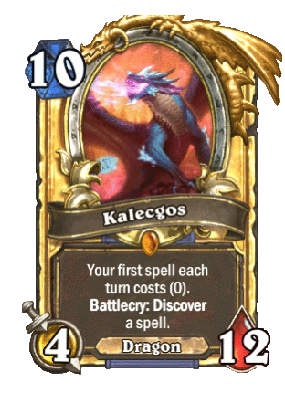 10
Kalecgos
Your first spell each
turn costs (0).
Battlecry: Discover
a spell.
4
Dragon
12